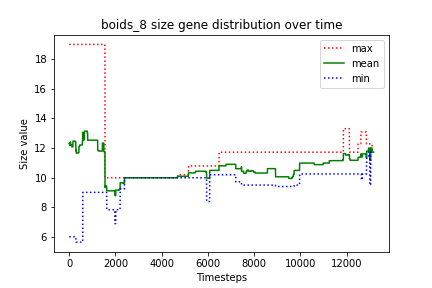 boids_8 size gene distribution over time
max
mean
min
Size value
18
16
14
12
10
8
6
0
2000
4000
6000
8000
10000
12000
Timesteps